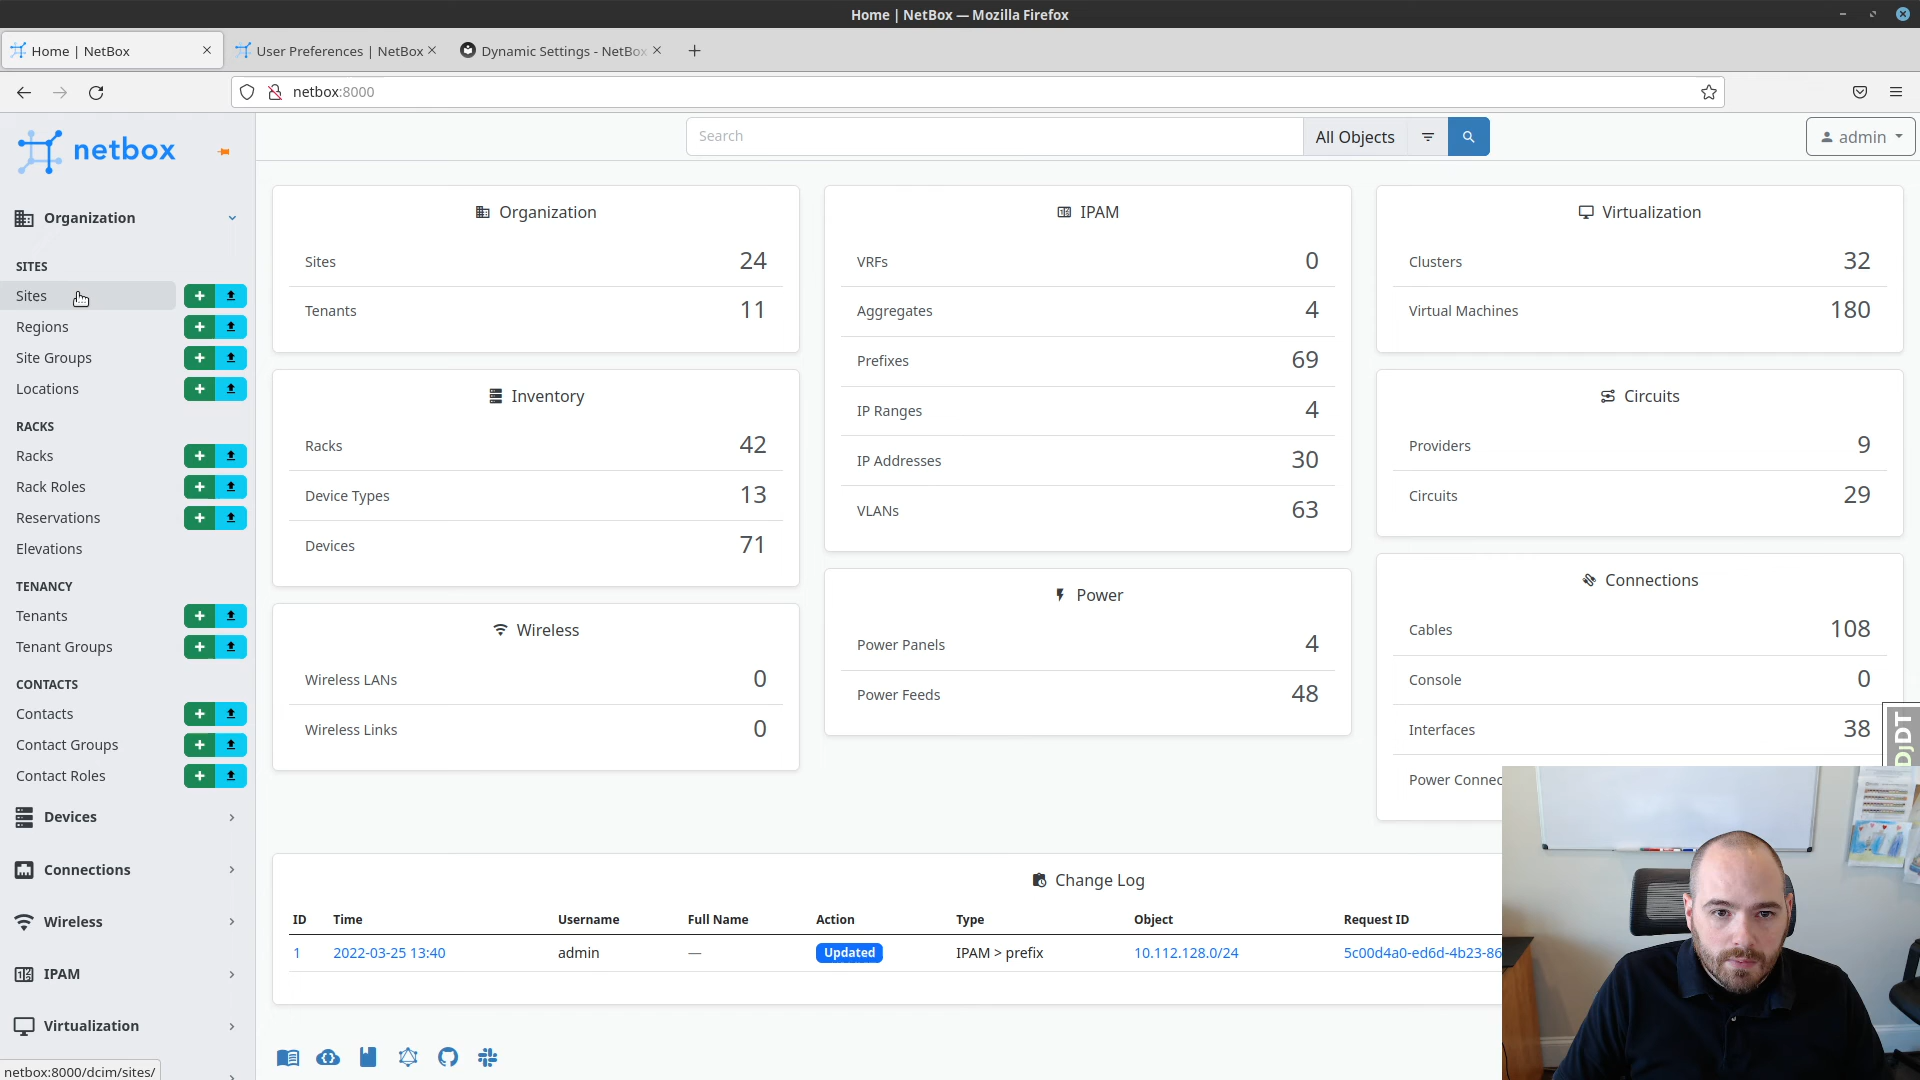 Home | NetBox — Mozilla Firefox
Home | NetBox
User Preferences | NetBox
Dynamic Settings - NetBox
netbox:8000
netbox
Search
All Objects
admin
Organization
SITES
Sites
Regions
Site Groups
Locations
RACKS
Racks
Rack Roles
Reservations
Elevations
TENANCY
Tenants
Tenant Groups
CONTACTS
Contacts
Contact Groups
Contact Roles
Devices
Connections
Wireless
IPAM
Virtualization
netbox:8000/dcim/sites/
Organization
Sites 24
Tenants 11
Inventory
Racks 42
Device Types 13
Devices 71
Wireless
Wireless LANs 0
Wireless Links 0
IPAM
VRFs 0
Aggregates 4
Prefixes 69
IP Ranges 4
IP Addresses 30
VLANs 63
Power
Power Panels 4
Power Feeds 48
Virtualization
Clusters 32
Virtual Machines 180
Circuits
Providers 9
Circuits 29
Connections
Cables 108
Console 0
Interfaces 38
Power Connec
DjDT
Change Log
ID Time Username Full Name Action Type Object Request ID
1 2022-03-25 13:40 admin — Updated IPAM > prefix 10.112.128.0/24 5c00d4a0-ed6d-4b23-86